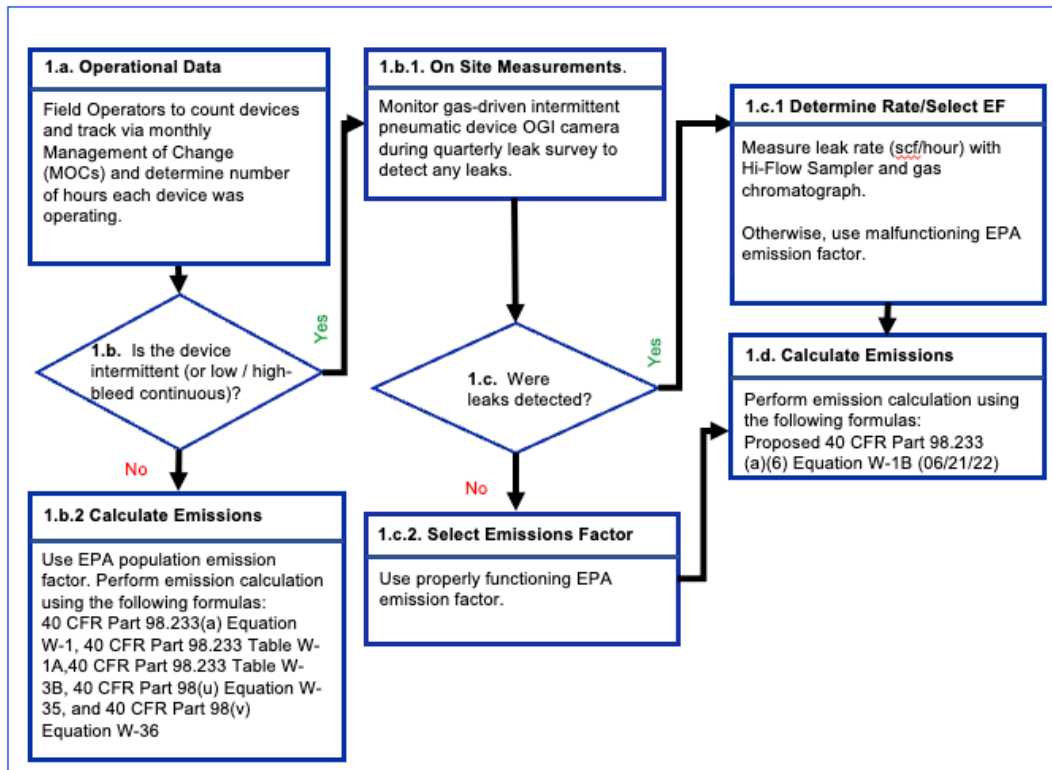 1.a. Operational Data
Field Operators to count devices
and track via monthly
Management of Change
(MOCs) and determine number
of hours each device was
operating.
1.b. Is the device
intermittent (or low / high-
bleed continuous)?
Yes
No
1.b.2 Calculate Emissions
Use EPA population emission
factor. Perform emission calculation
using the following formulas:
40 CFR Part 98.233(a) Equation
W-1, 40 CFR Part 98.233 Table W-
1A,40 CFR Part 98.233 Table W-
3B, 40 CFR Part 98(u) Equation W-
35, and 40 CFR Part 98(v)
Equation W-36
1.b.1. On Site Measurements.
Monitor gas-driven intermittent
pneumatic device OGI camera
during quarterly leak survey to
detect any leaks.
1.c. Were
leaks detected?
Yes
No
1.c.2. Select Emissions Factor
Use properly functioning EPA
emission factor.
1.c.1 Determine Rate/Select EF
Measure leak rate (scf/hour) with
Hi-Flow Sampler and gas
chromatograph.
Otherwise, use malfunctioning EPA
emission factor.
1.d. Calculate Emissions
Perform emission calculation using
the following formulas:
Proposed 40 CFR Part 98.233
(a)(6) Equation W-1B (06/21/22)